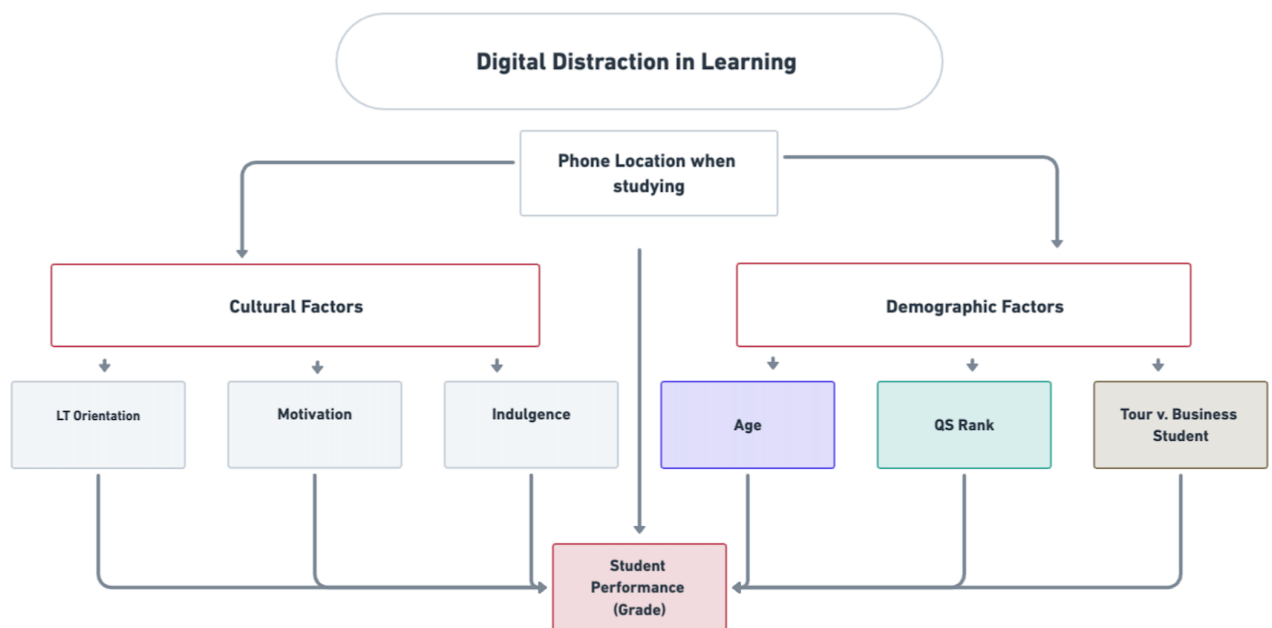 Digital Distraction in Learning
Phone Location when
studying
Cultural Factors
Demographic Factors
LT Orientation
Motivation
Indulgence
Age
QS Rank
Tour v. Business
Student
Student
Performance
(Grade)